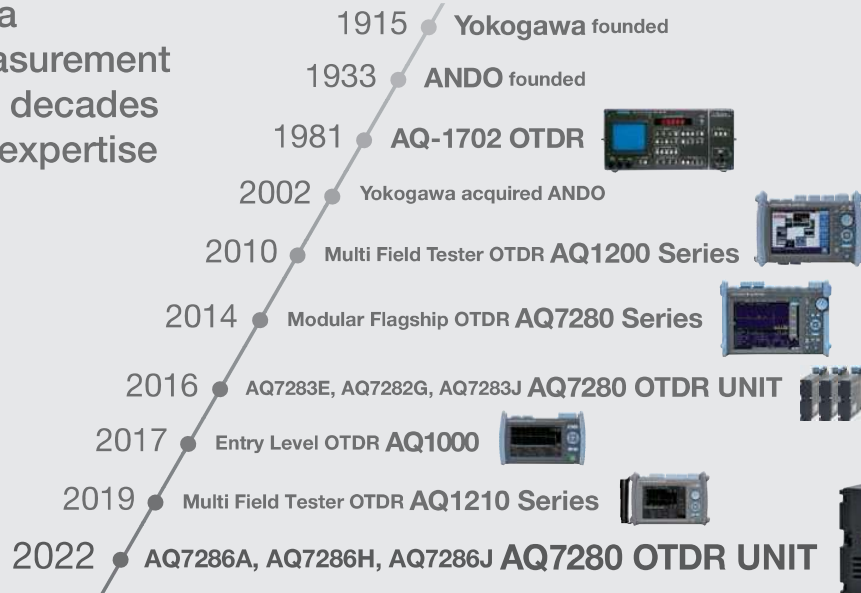 a
asurement
decades
expertise
1915 Yokogawa founded
1933 ANDO founded
1981 AQ-1702 OTDR
2002 Yokogawa acquired ANDO
2010 Multi Field Tester OTDR AQ1200 Series
2014 Modular Flagship OTDR AQ7280 Series
2016 AQ7283E, AQ7282G, AQ7283J AQ7280 OTDR UNIT
2017 Entry Level OTDR AQ1000
2019 Multi Field Tester OTDR AQ1210 Series
2022 AQ7286A, AQ7286H, AQ7286J AQ7280 OTDR UNIT